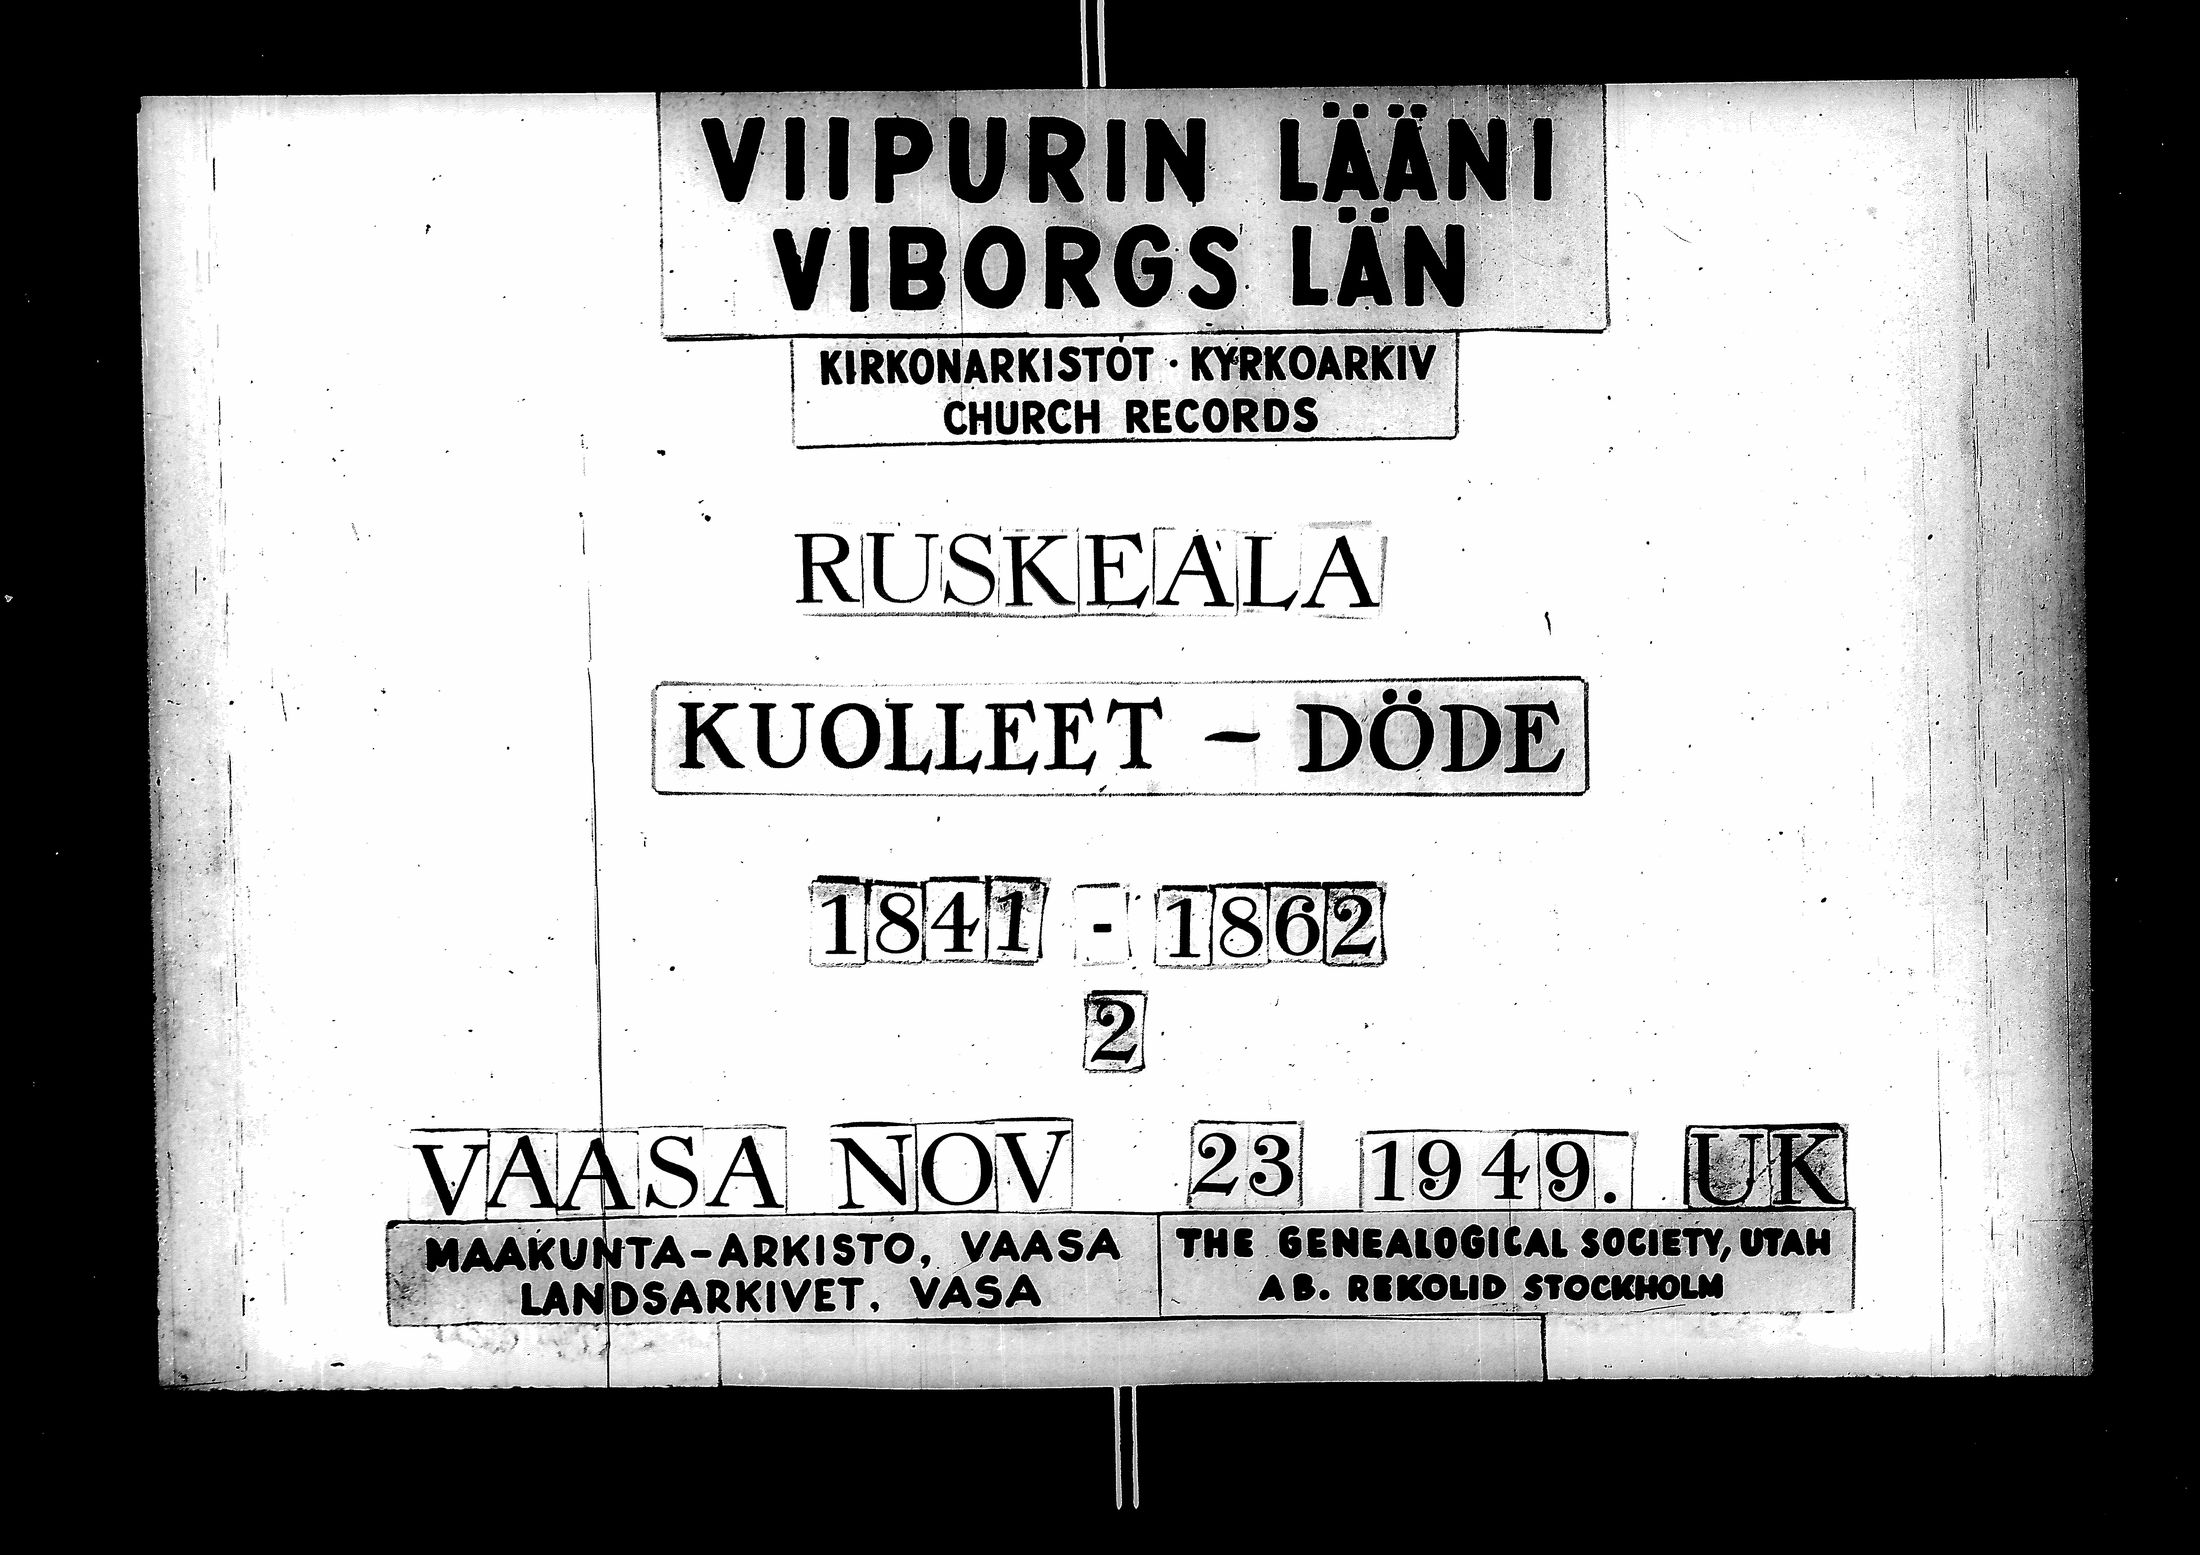 VIIPURIN LÄÄNI
VIBORGS LÄN
KIRKONARKISTOT · KYRKOARKIV
CHURCH RECORDS
RUSKEALA
KUOLLEET – DÖDE
1841 - 1862
2
VAASA NOV 23 1949. UK
MAAKUNTA-ARKISTO, VAASA
LANDSARKIVET, VASA
THE GENEALOGICAL SOCIETY, UTAH
AB. REKOLID STOCKHOLM